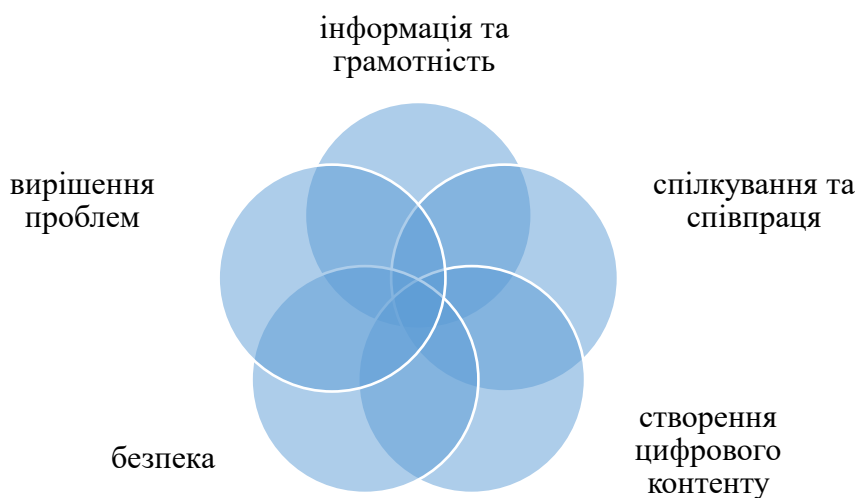 інформація та
грамотність
спілкування та
співпраця
створення
цифрового
контенту
безпека
вирішення
проблем